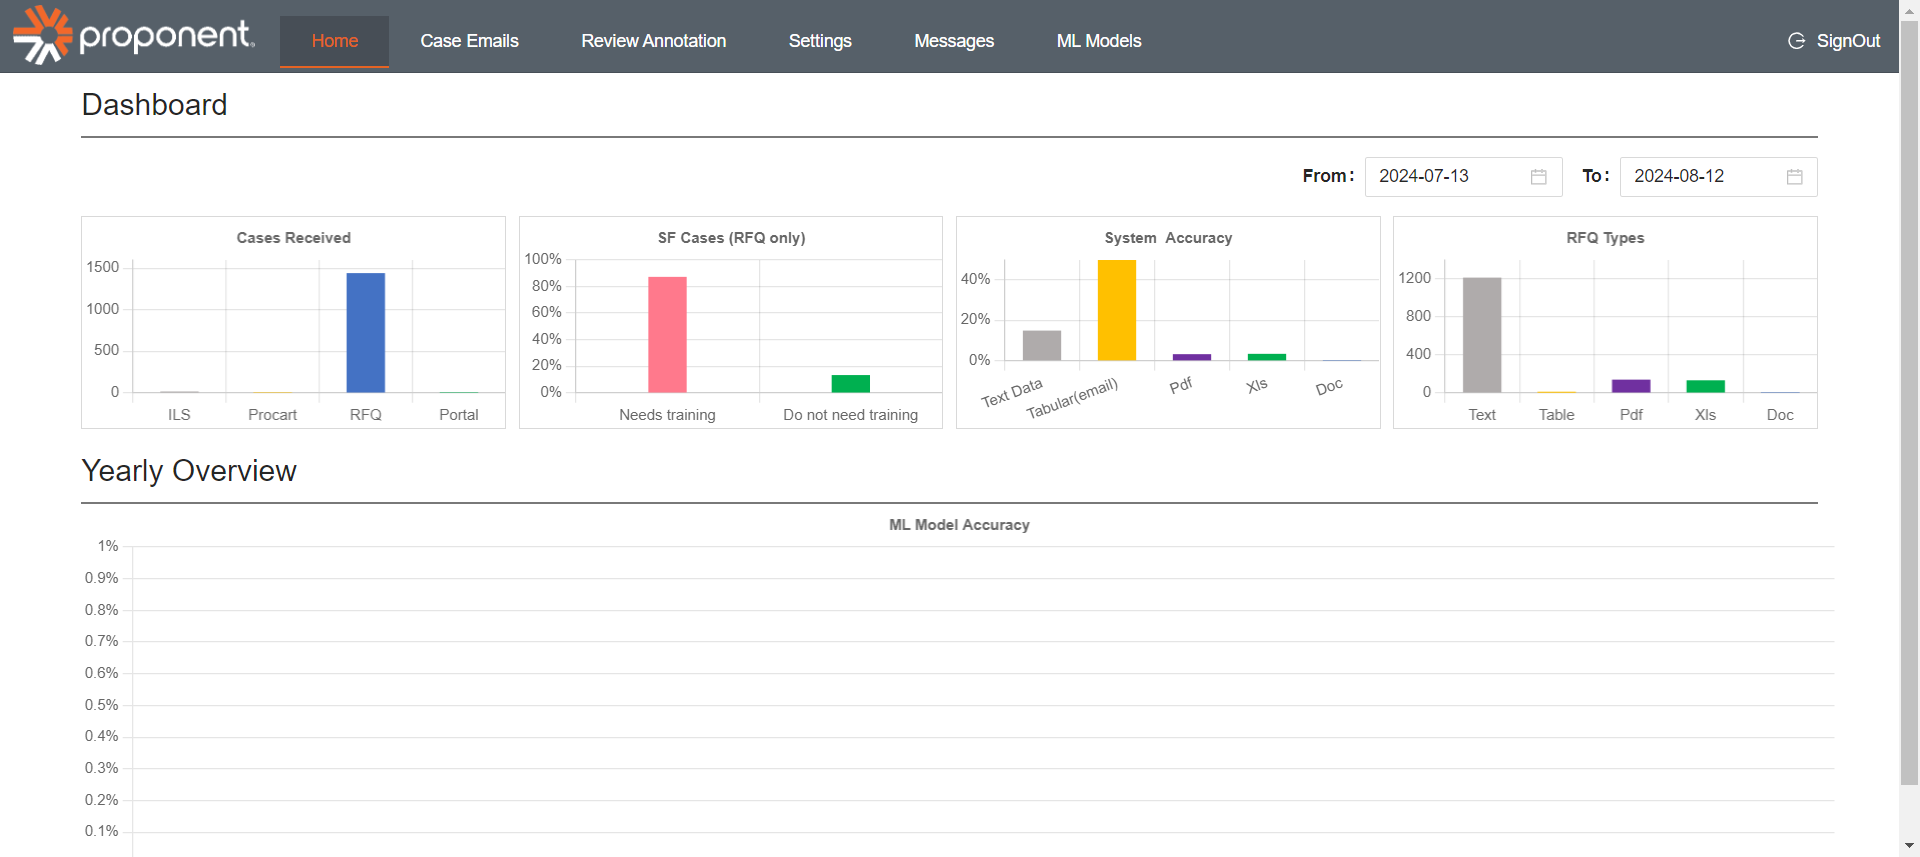 proponent
Home
Case Emails
Review Annotation
Settings
Messages
ML Models
SignOut
Dashboard
From :
2024-07-13
To :
2024-08-12
Cases Received
1500
1000
500
0
ILS
Procart
RFQ
Portal
SF Cases (RFQ only)
100%
80%
60%
40%
20%
0%
Needs training
Do not need training
System Accuracy
40%
20%
0%
Text Data
Tabular(email)
Pdf
Xls
Doc
RFQ Types
1200
800
400
0
Text
Table
Pdf
Xls
Doc
Yearly Overview
ML Model Accuracy
1%
0.9%
0.8%
0.7%
0.6%
0.5%
0.4%
0.3%
0.2%
0.1%